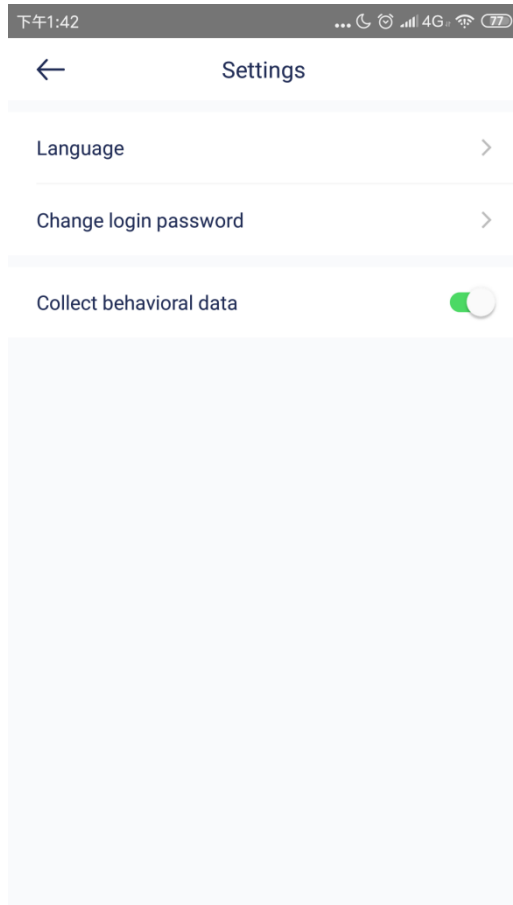 下午1:42 ... 4G 77
Settings
Language
Change login password
Collect behavioral data